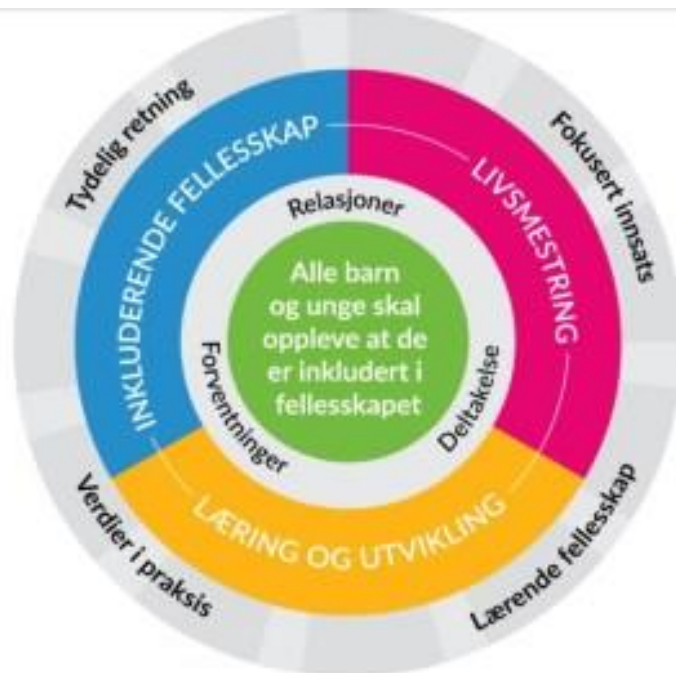 Tydelig retning
Fokusert innsats
INKLUDERENDE FELLESSKAP
LIVSMESTRING
Relasjoner
Alle barn
og unge skal
oppleve at de
er inkludert i
fellesskapet
Forventninger
Deltakelse
LÆRING OG UTVIKLING
Verdier i praksis
Lærende fellesskap